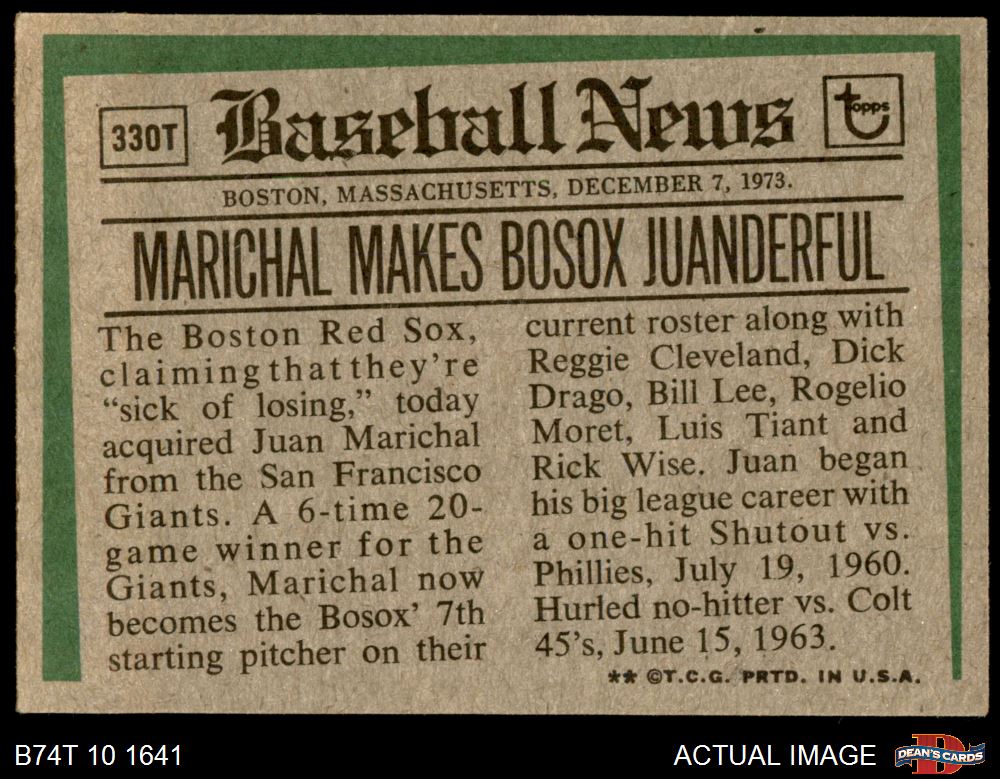 330T
Baseball News
Topps
BOSTON, MASSACHUSETTS, DECEMBER 7, 1973.
MARICHAL MAKES BOSOX JUANDERFUL
The Boston Red Sox,
claiming that they're
“sick of losing,” today
acquired Juan Marichal
from the San Francisco
Giants. A 6-time 20-
game winner for the
Giants, Marichal now
becomes the Bosox' 7th
starting pitcher on their
current roster along with
Reggie Cleveland, Dick
Drago, Bill Lee, Rogelio
Moret, Luis Tiant and
Rick Wise. Juan began
his big league career with
a one-hit Shutout vs.
Phillies, July 19, 1960.
Hurled no-hitter vs. Colt
45's, June 15, 1963.
** ©T.C.G. PRTD. IN U.S.A.
B74T 10 1641
ACTUAL IMAGE
DEAN'S CARDS